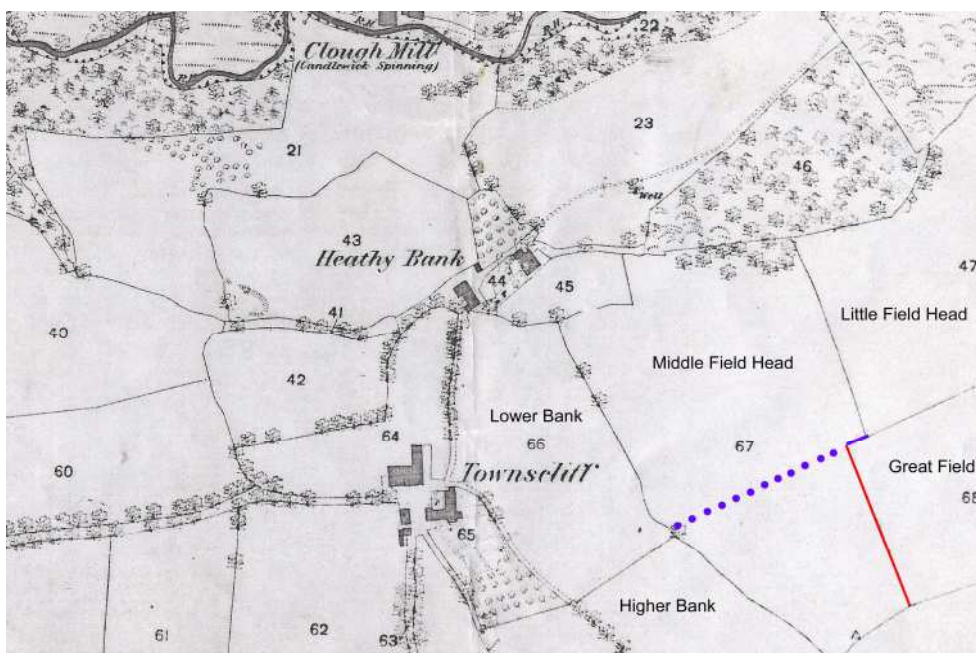 22
Clough Mill
(Candlewick Spinning)
23
21
46
Well
43
Heathy Bank
44
45
47
41
Little Field Head
40
Middle Field Head
42
Lower Bank
66
67
64
60
Great Field
Townscliff
68
65
Higher Bank
61
62
63